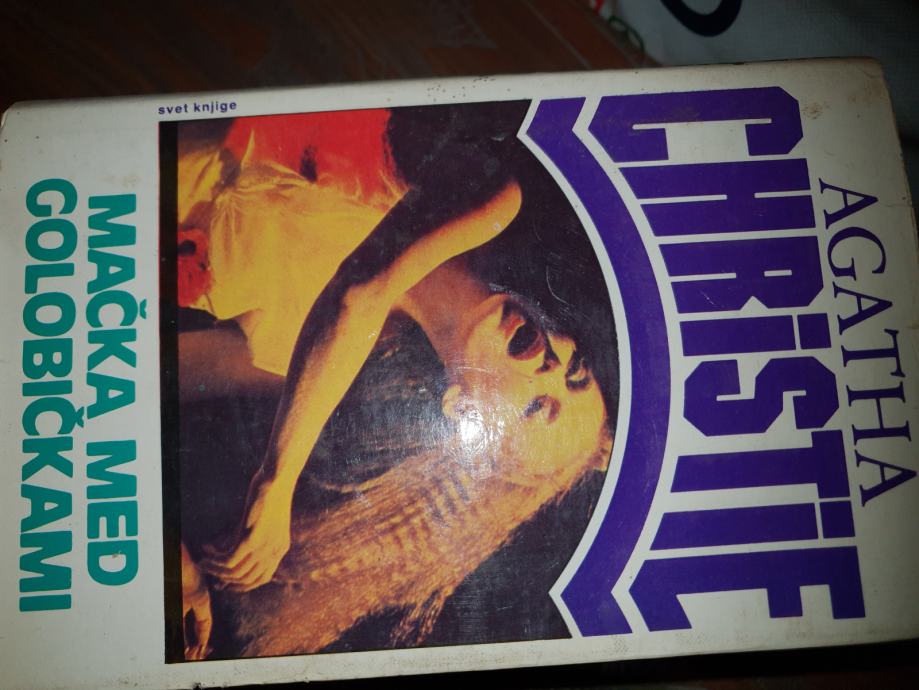 AGATHA
CHRiSTiE
svet knjige
MAČKA MED
GOLOBIČKAMI